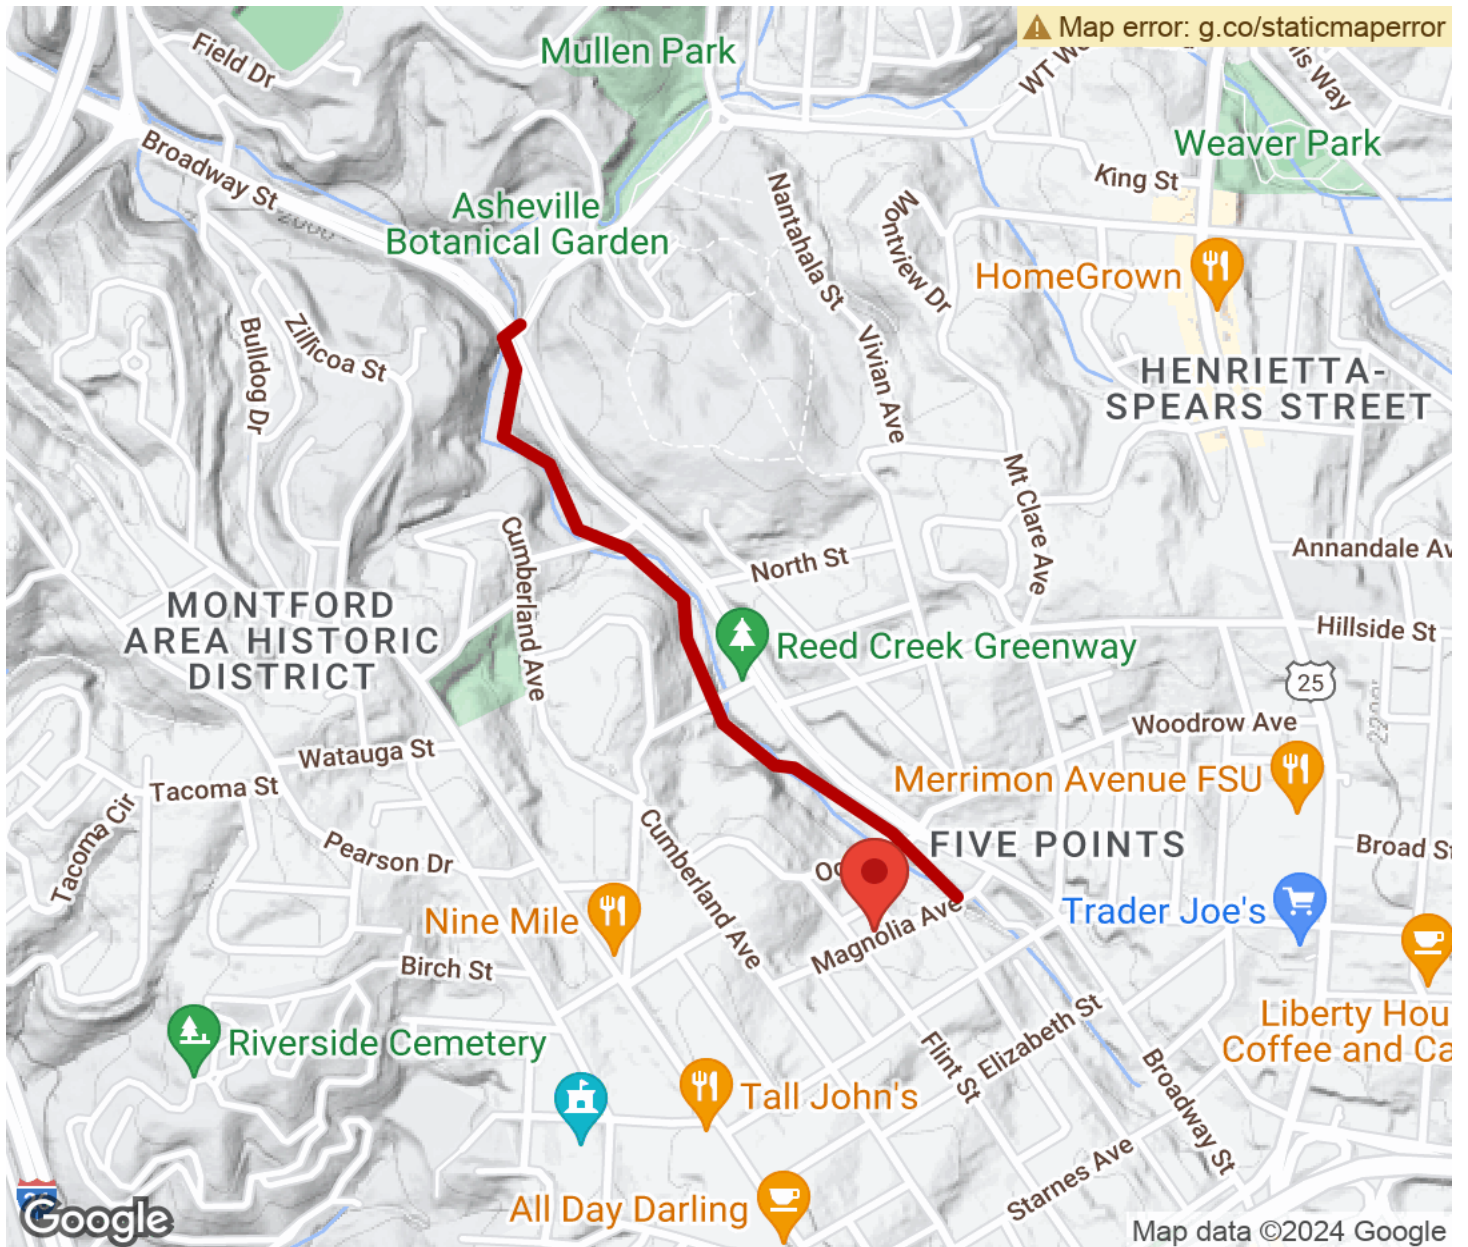 Map error: g.co/staticmaperror
Mullen Park
Field Dr
Weaver Park
Broadway St
King St
Asheville
Botanical Garden
2000
Nantahala St
Montview Dr
HomeGrown
Bulldog Dr
Zillicoa St
Vivian Ave
HENRIETTA-
SPEARS STREET
Mt Clare Ave
Cumberland Ave
North St
Annandale Av
MONTFORD
AREA HISTORIC
DISTRICT
Reed Creek Greenway
Hillside St
25
Woodrow Ave
Watauga St
Tacoma St
Merrimon Avenue FSU
Tacoma Cir
Pearson Dr
Cumberland Ave
FIVE POINTS
Broad St
Nine Mile
Magnolia Ave
Trader Joe's
Birch St
Liberty Hou
Coffee and Ca
Riverside Cemetery
Flint St
Elizabeth St
Broadway St
Tall John's
Starnes Ave
All Day Darling
Google
Map data ©2024 Google